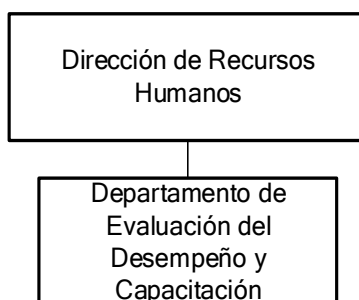 Dirección de Recursos
Humanos
Departamento de
Evaluación del
Desempeño y
Capacitación